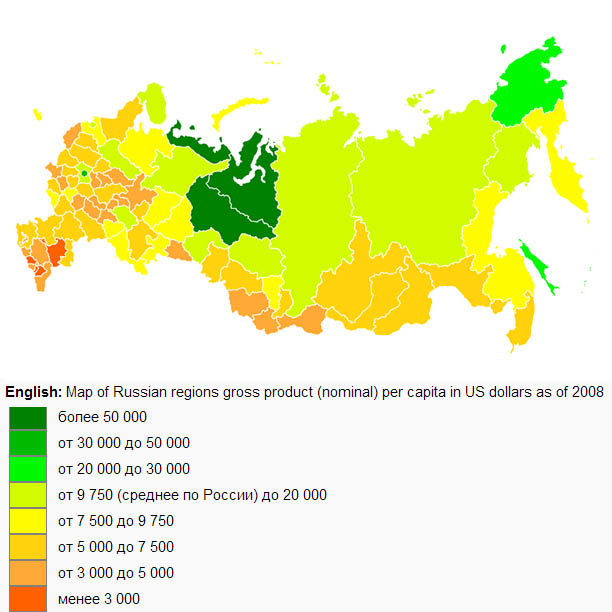 English: Map of Russian regions gross product (nominal) per capita in US dollars as of 2008
более 50 000
от 30 000 до 50 000
от 20 000 до 30 000
от 9 750 (среднее по России) до 20 000
от 7 500 до 9 750
от 5 000 до 7 500
от 3 000 до 5 000
менее 3 000